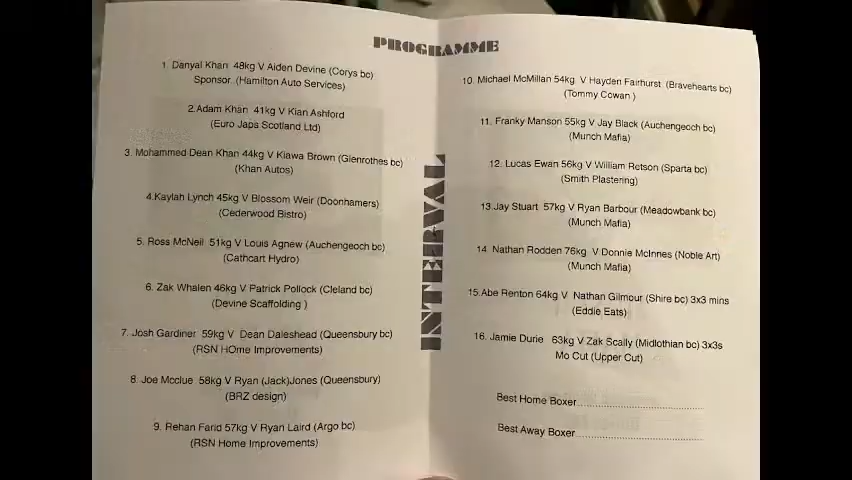 PROGRAMME
1. Danyal Khan 48kg V Aiden Devine (Corys bc)
Sponsor. (Hamilton Auto Services)
2.Adam Khan 41kg V Kian Ashford
(Euro Japs Scotland Ltd)
3. Mohammed Dean Khan 44kg V Kiawa Brown (Glenrothes bc)
(Khan Autos)
4.Kaylah Lynch 45kg V Blossom Weir (Doonhamers)
(Cederwood Bistro)
5. Ross McNeil 51kg V Louis Agnew (Auchengeoch bc)
(Cathcart Hydro)
6. Zak Whalen 46kg V Patrick Pollock (Cleland bc)
(Devine Scaffolding )
7. Josh Gardiner 59kg V Dean Daleshead (Queensbury bc)
(RSN HOme Improvements)
8. Joe Mcclue 58kg V Ryan (Jack)Jones (Queensbury)
(BRZ design)
9. Rehan Farid 57kg V Ryan Laird (Argo bc)
(RSN Home Improvements)
INTERVAL
10. Michael McMillan 54kg V Hayden Fairhurst (Bravehearts bc)
(Tommy Cowan )
11. Franky Manson 55kg V Jay Black (Auchengeoch bc)
(Munch Mafia)
12. Lucas Ewan 56kg V William Retson (Sparta bc)
(Smith Plastering)
13.Jay Stuart 57kg V Ryan Barbour (Meadowbank bc)
(Munch Mafia)
14. Nathan Rodden 76kg V Donnie McInnes (Noble Art)
(Munch Mafia)
15.Abe Renton 64kg V Nathan Gilmour (Shire bc) 3x3 mins
(Eddie Eats)
16. Jamie Durie 63kg V Zak Scally (Midlothian bc) 3x3s
Mo Cut (Upper Cut)
Best Home Boxer................................
Best Away Boxer................................